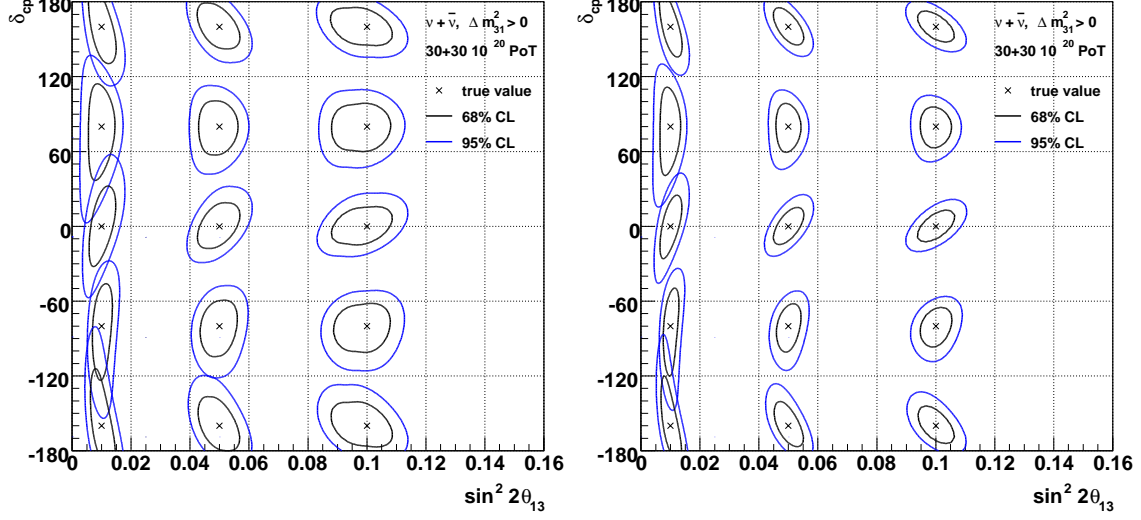 δcp
180
120
60
0
-60
-120
-180
ν + ν̄, Δ m²31 > 0
30+30 10 20 PoT
× true value
68% CL
95% CL
0 0.02 0.04 0.06 0.08 0.1 0.12 0.14 0.16
sin² 2θ13
δcp
180
120
60
0
-60
-120
-180
ν + ν̄, Δ m²31 > 0
30+30 10 20 PoT
× true value
68% CL
95% CL
0 0.02 0.04 0.06 0.08 0.1 0.12 0.14 0.16
sin² 2θ13